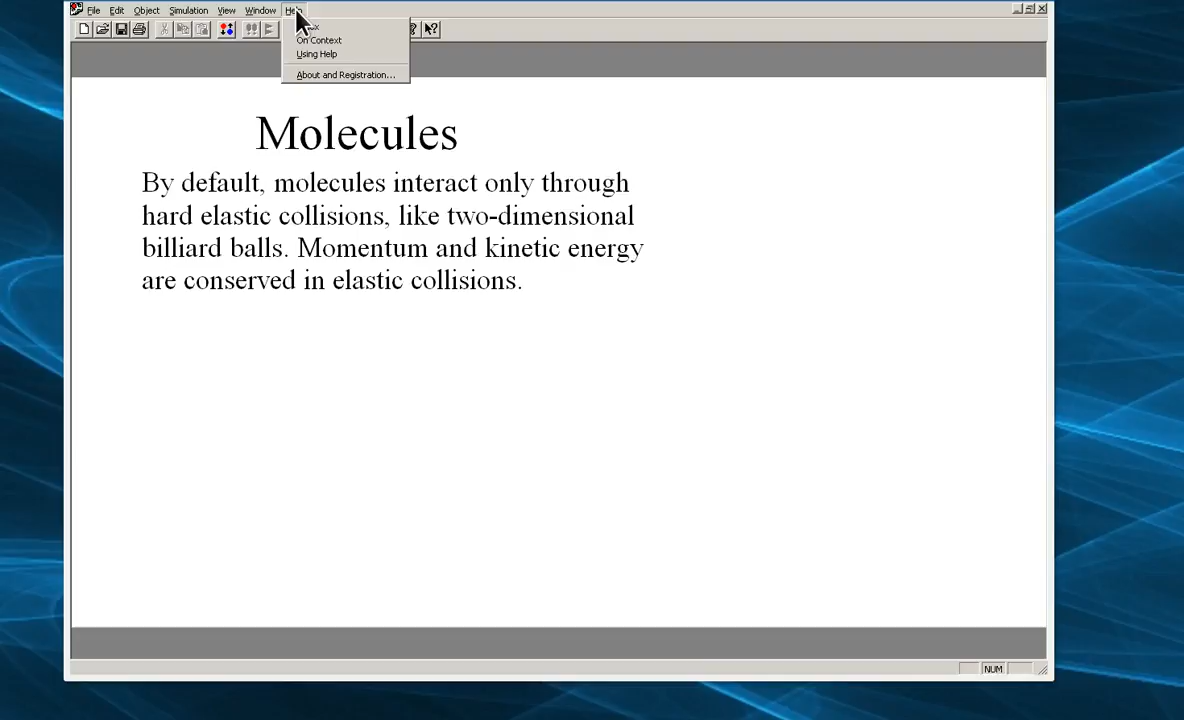 File Edit Object Simulation View Window
On Context
Using Help
About and Registration...
Molecules
By default, molecules interact only through
hard elastic collisions, like two-dimensional
billiard balls. Momentum and kinetic energy
are conserved in elastic collisions.
NUM